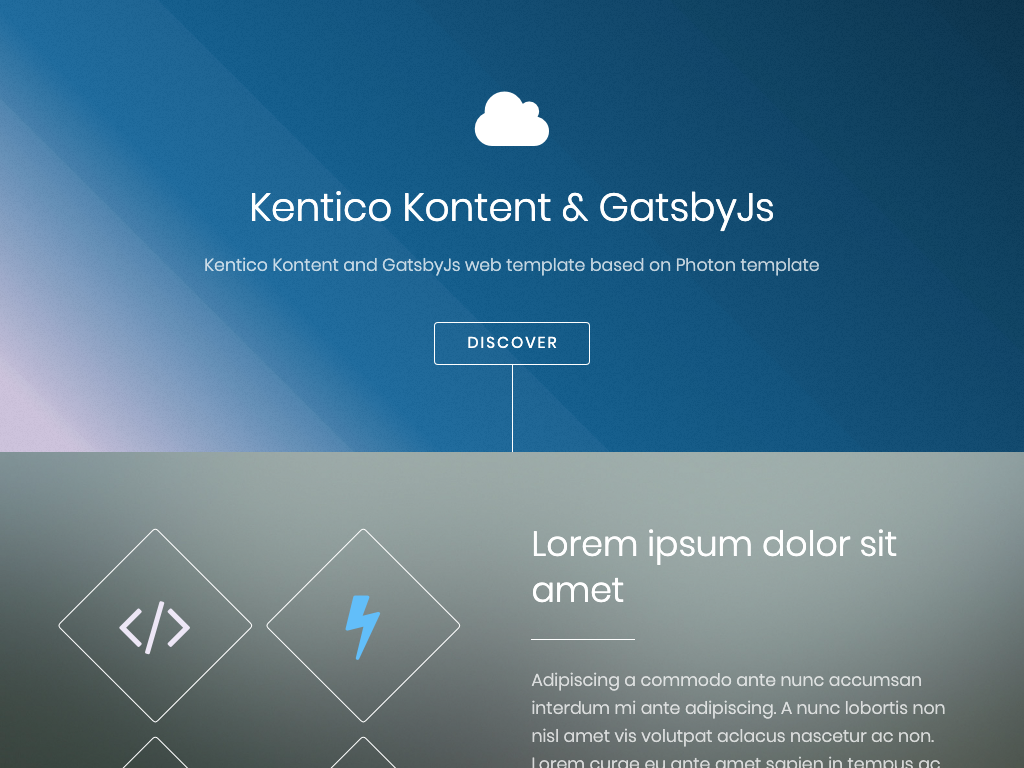 Kentico Kontent & GatsbyJs
Kentico Kontent and GatsbyJs web template based on Photon template
DISCOVER
Lorem ipsum dolor sit
amet
Adipiscing a commodo ante nunc accumsan
interdum mi ante adipiscing. A nunc lobortis non
nisl amet vis volutpat aclacus nascetur ac non.
Lorem curae eu ante amet sapien in tempus ac.